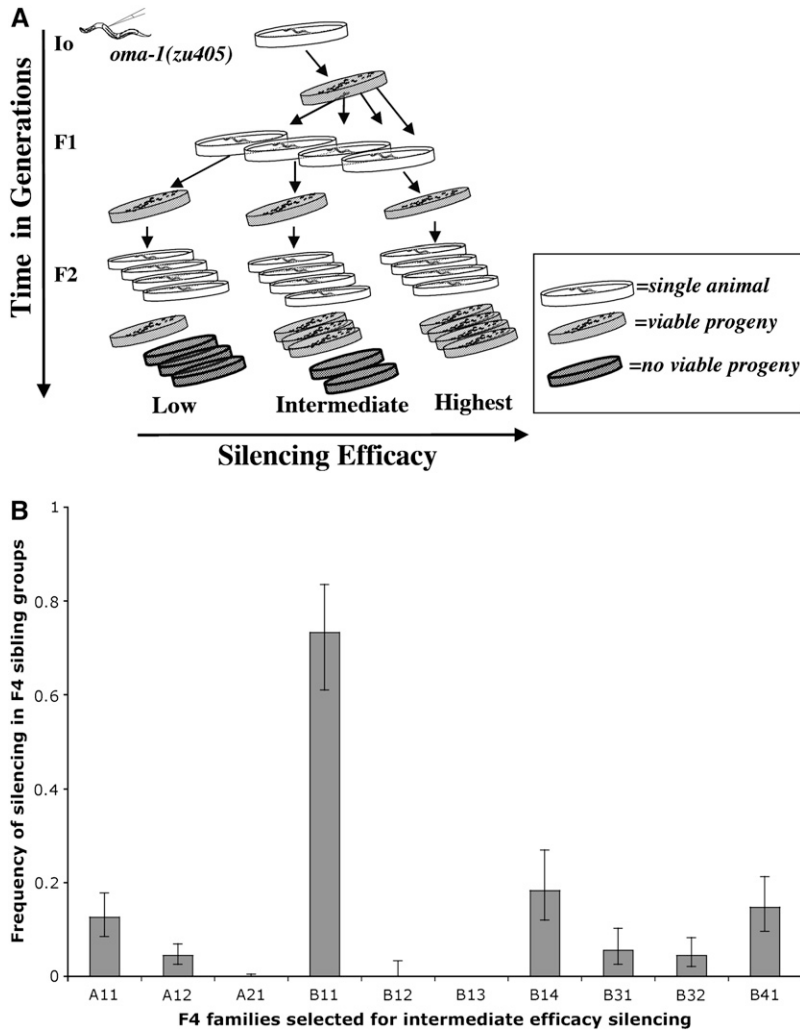 A
Io
oma-1(zu405)
F1
F2
Time in Generations
=single animal
=viable progeny
=no viable progeny
Low Intermediate Highest
Silencing Efficacy
B
Frequency of silencing in F4 sibling groups
1
0.8
0.6
0.4
0.2
0
A11 A12 A21 B11 B12 B13 B14 B31 B32 B41
F4 families selected for intermediate efficacy silencing